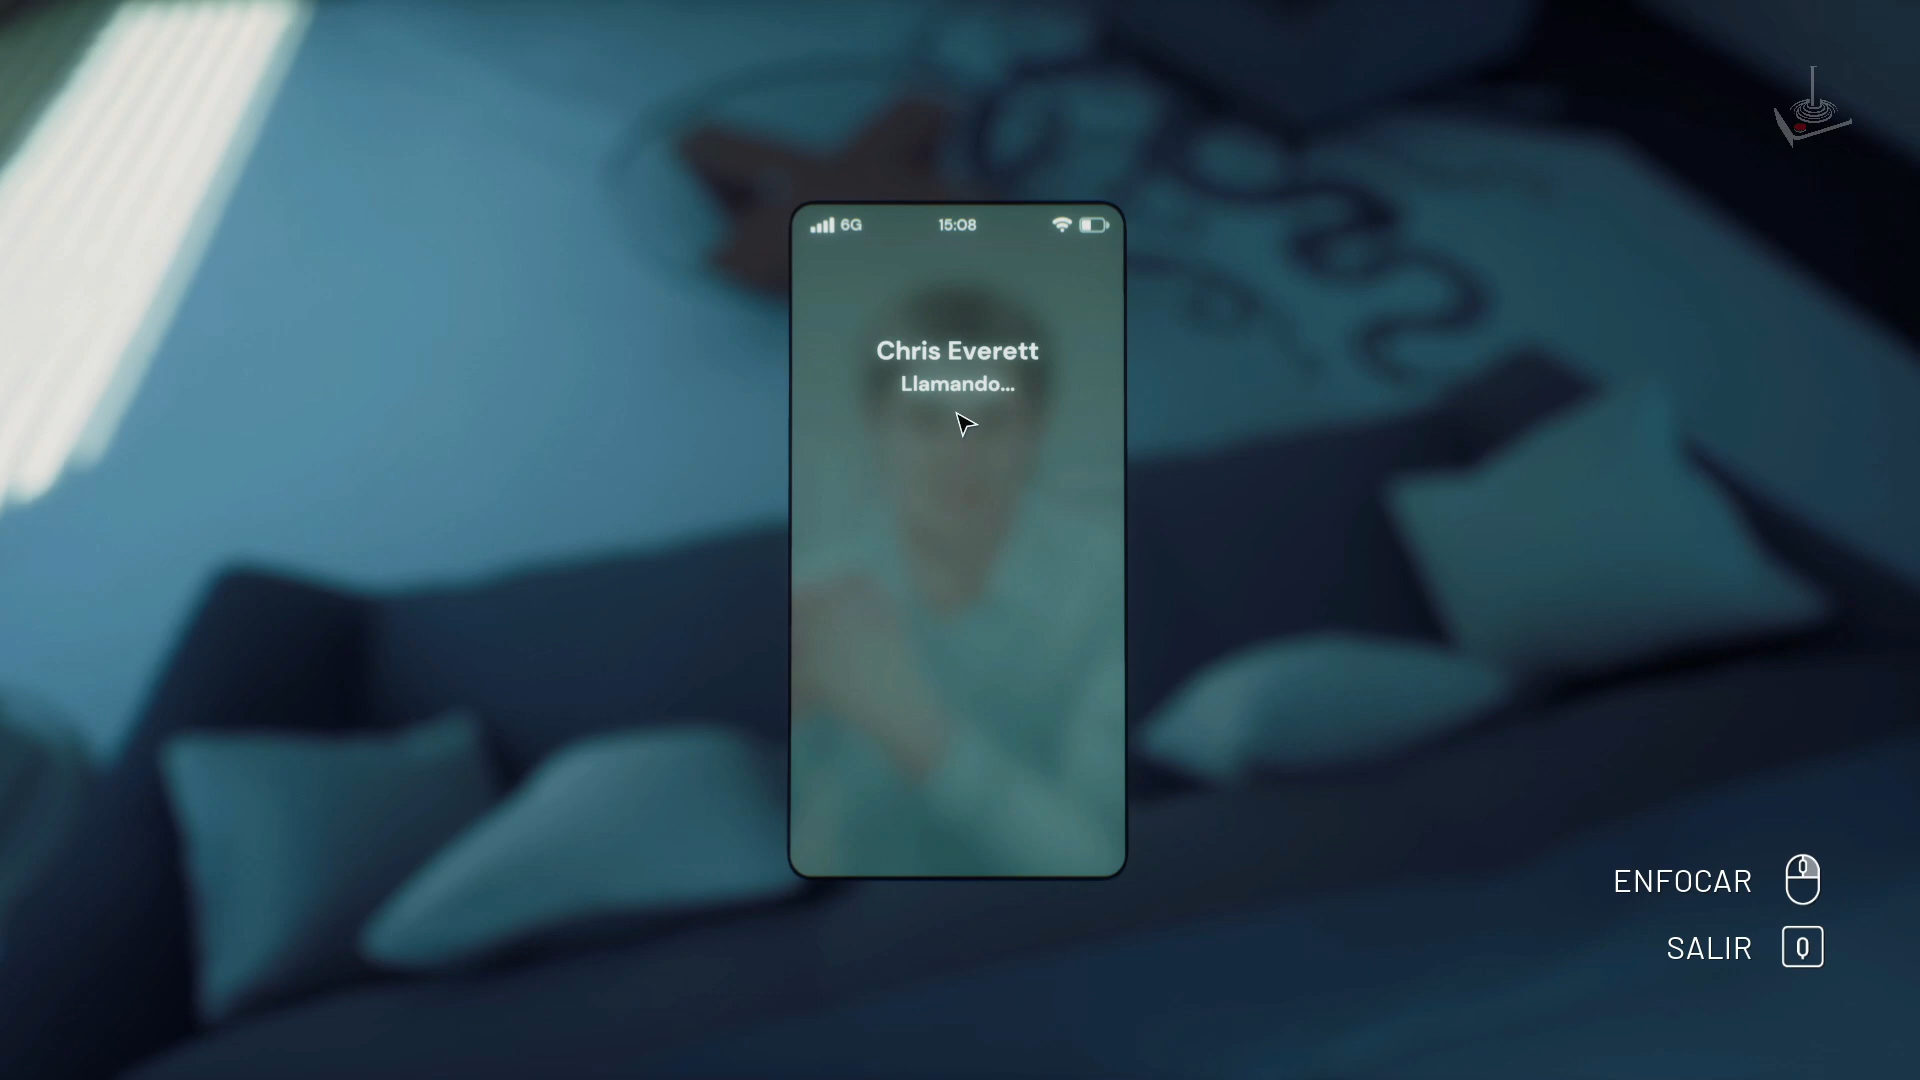 6G 15:08
Chris Everett
Llamando...
ENFOCAR
SALIR Q